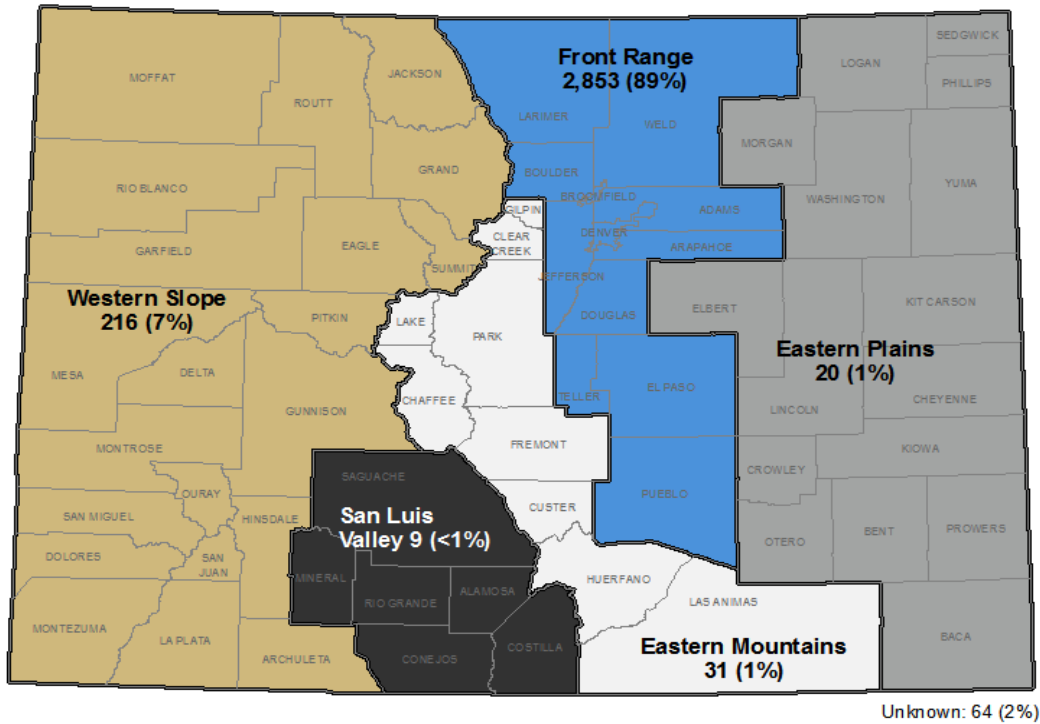 SEDGWICK
LOGAN
Front Range
2,853 (89%)
JACKSON
MOFFAT
PHILLIPS
ROUTT
LARIMER
WELD
MORGAN
GRAND
BOULDER
YUMA
RIO BLANCO
BROOMFIELD
WASHINGTON
GILPIN
ADAMS
CLEAR
CREEK
DENVER
EAGLE
GARFIELD
ARAPAHOE
SUMMIT
JEFFERSON
Western Slope
216 (7%)
PITKIN
LAKE
PARK
DOUGLAS
ELBERT
KIT CARSON
Eastern Plains
20 (1%)
MESA
DELTA
EL PASO
TELLER
CHAFFEE
CHEYENNE
GUNNISON
LINCOLN
MONTROSE
FREMONT
KIOWA
CROWLEY
SAGUACHE
OURAY
PUEBLO
CUSTER
SAN MIGUEL
HINSDALE
San Luis
Valley 9 (<1%)
BENT
PROWERS
OTERO
DOLORES
SAN
JUAN
MINERAL
HUERFANO
ALAMOSA
RIO GRANDE
LAS ANIMAS
MONTEZUMA
LA PLATA
BACA
COSTILLA
Eastern Mountains
31 (1%)
ARCHULETA
CONEJOS
Unknown: 64 (2%)